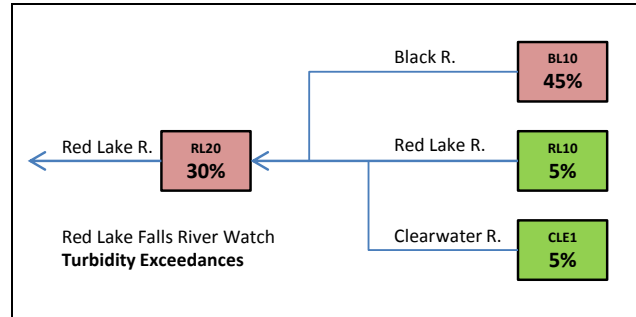 Black R.
BL10
45%
Red Lake R.
RL20
30%
Red Lake R.
RL10
5%
Clearwater R.
CLE1
5%
Red Lake Falls River Watch
Turbidity Exceedances